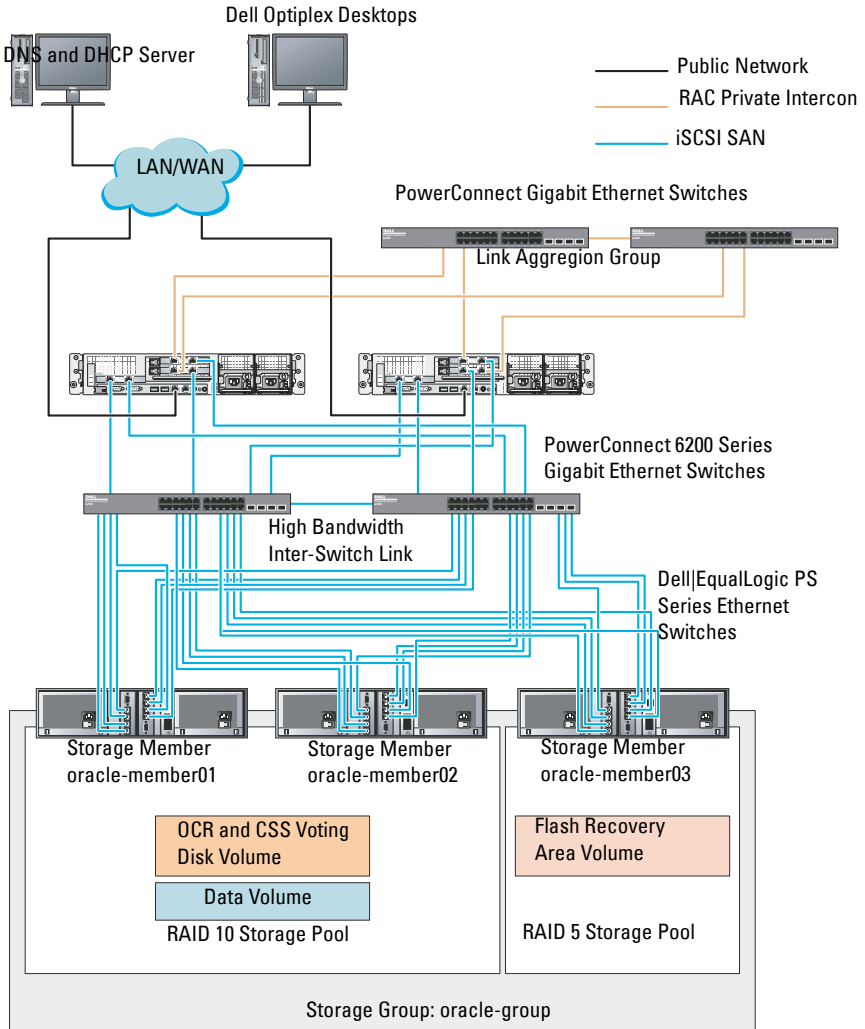 Dell Optiplex Desktops
DNS and DHCP Server
Public Network
RAC Private Intercon
iSCSI SAN
LAN/WAN
PowerConnect Gigabit Ethernet Switches
Link Aggregion Group
PowerConnect 6200 Series
Gigabit Ethernet Switches
High Bandwidth
Inter-Switch Link
Dell|EqualLogic PS
Series Ethernet
Switches
Storage Member
oracle-member01
Storage Member
oracle-member02
Storage Member
oracle-member03
OCR and CSS Voting
Disk Volume
Flash Recovery
Area Volume
Data Volume
RAID 10 Storage Pool
RAID 5 Storage Pool
Storage Group: oracle-group